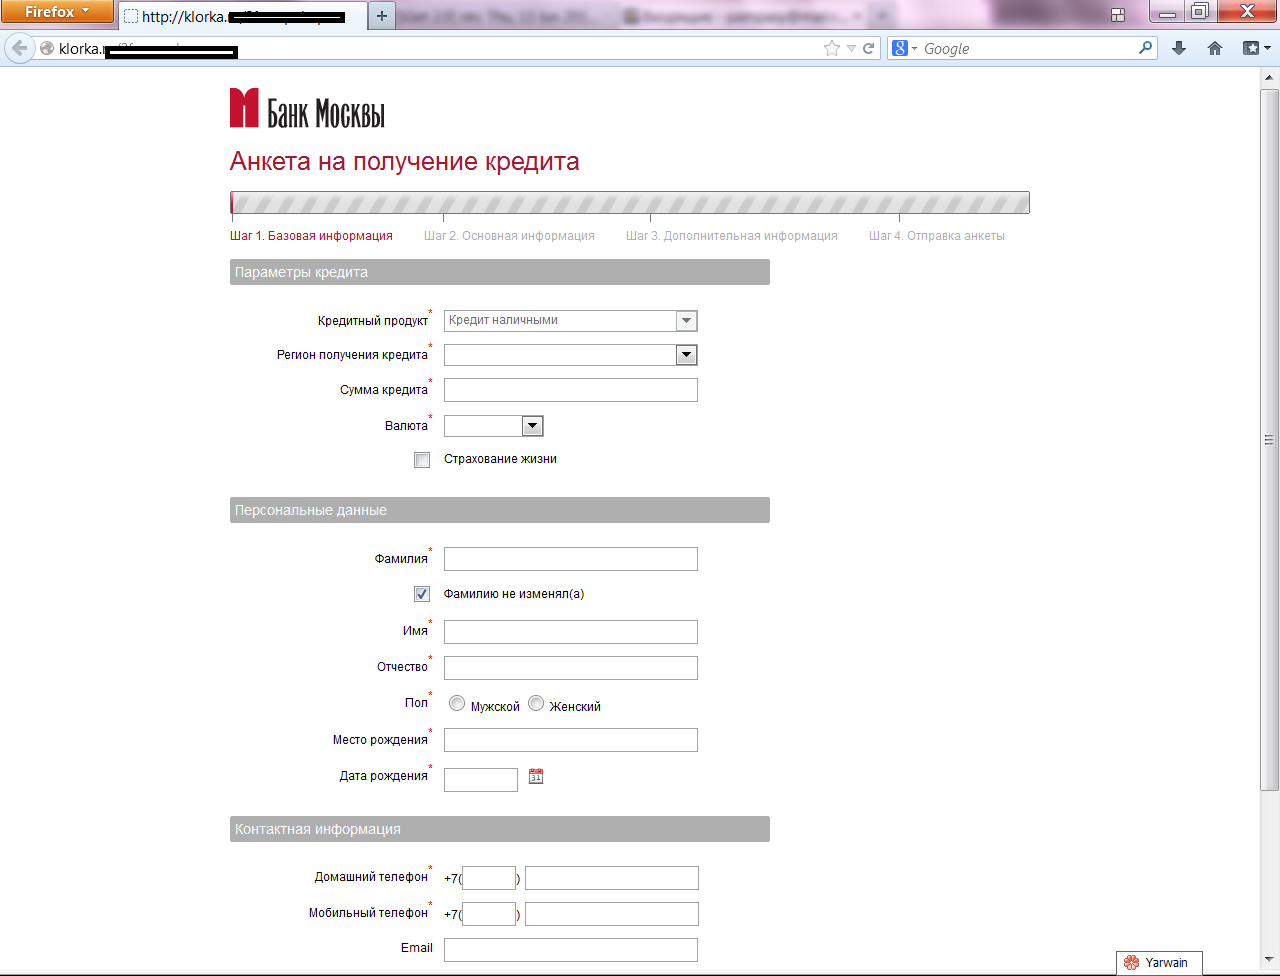 Firefox
http://klorka.
klorka.
Google
Банк Москвы
Анкета на получение кредита
Шаг 1. Базовая информация Шаг 2. Основная информация Шаг 3. Дополнительная информация Шаг 4. Отправка анкеты
Параметры кредита
Кредитный продукт* Кредит наличными
Регион получения кредита*
Сумма кредита*
Валюта*
Страхование жизни
Персональные данные
Фамилия*
Фамилию не изменял(а)
Имя*
Отчество*
Пол* Мужской Женский
Место рождения*
Дата рождения* 31
Контактная информация
Домашний телефон* +7( )
Мобильный телефон* +7( )
Email
Yarwain